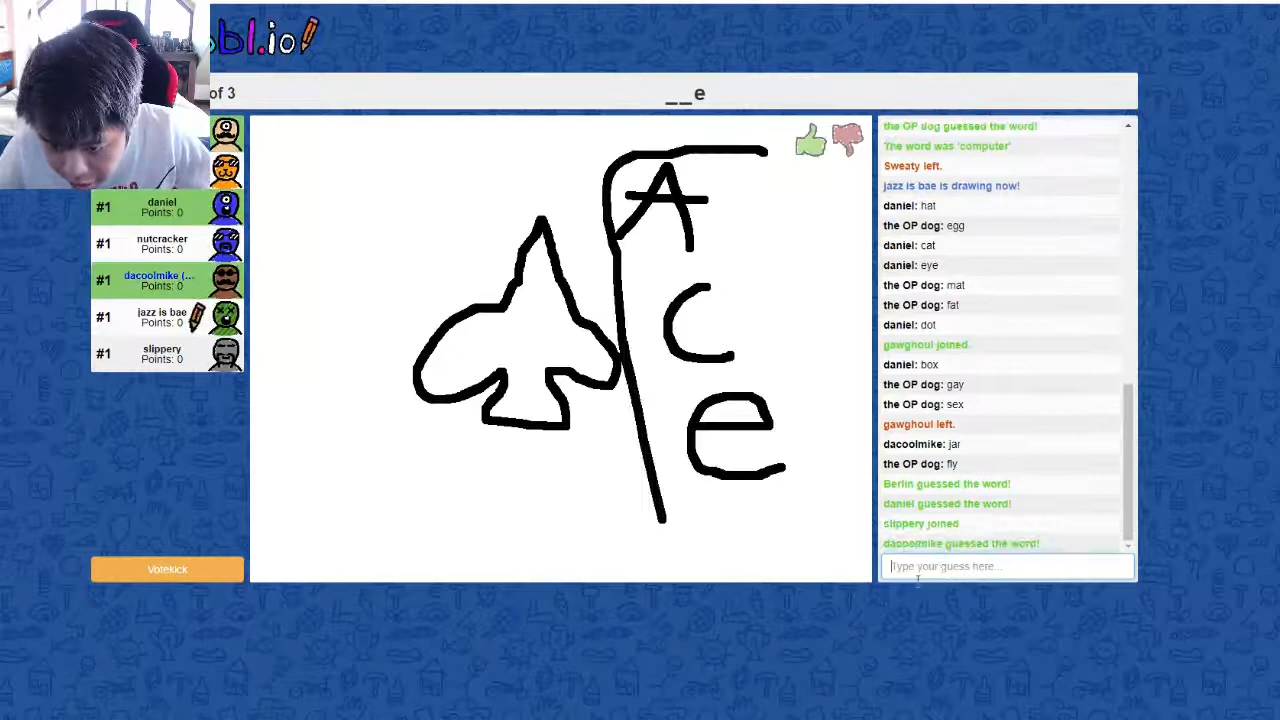 bl.io
of 3
__e
#1 daniel
Points: 0
#1 nutcracker
Points: 0
#1 dacoolmike (...
Points: 0
#1 jazz is bae
Points: 0
#1 slippery
Points: 0
Votekick
A
c
e
the OP dog guessed the word!
The word was 'computer'
Sweaty left.
jazz is bae is drawing now!
daniel: hat
the OP dog: egg
daniel: cat
daniel: eye
the OP dog: mat
the OP dog: fat
daniel: dot
gawghoul joined.
daniel: box
the OP dog: gay
the OP dog: sex
gawghoul left.
dacoolmike: jar
the OP dog: fly
Berlin guessed the word!
daniel guessed the word!
slippery joined
dacoolmike guessed the word!
Type your guess here...